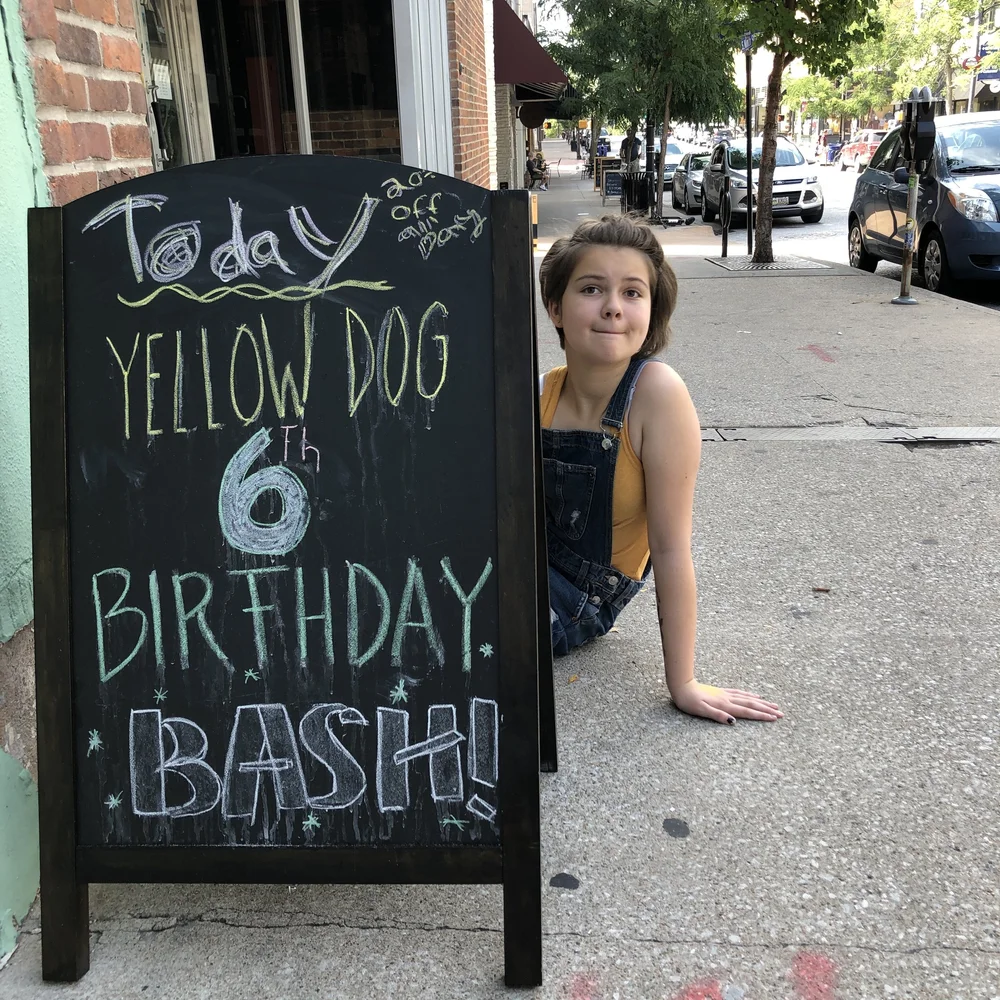 Today
20% off
all Day
YELLOW DOG
6Th
BIRTHDAY
BASH!